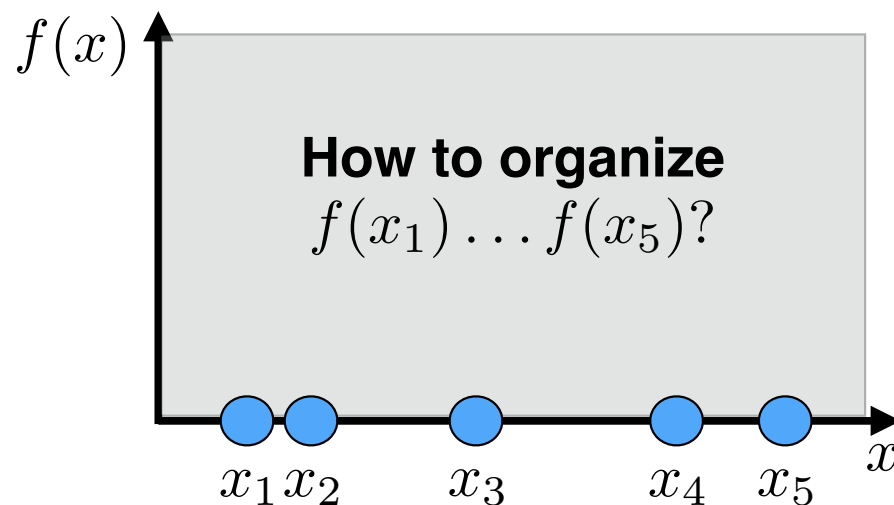 f(x)
How to organize
f(x₁) … f(x₅)?
x
x₁ x₂ x₃ x₄ x₅